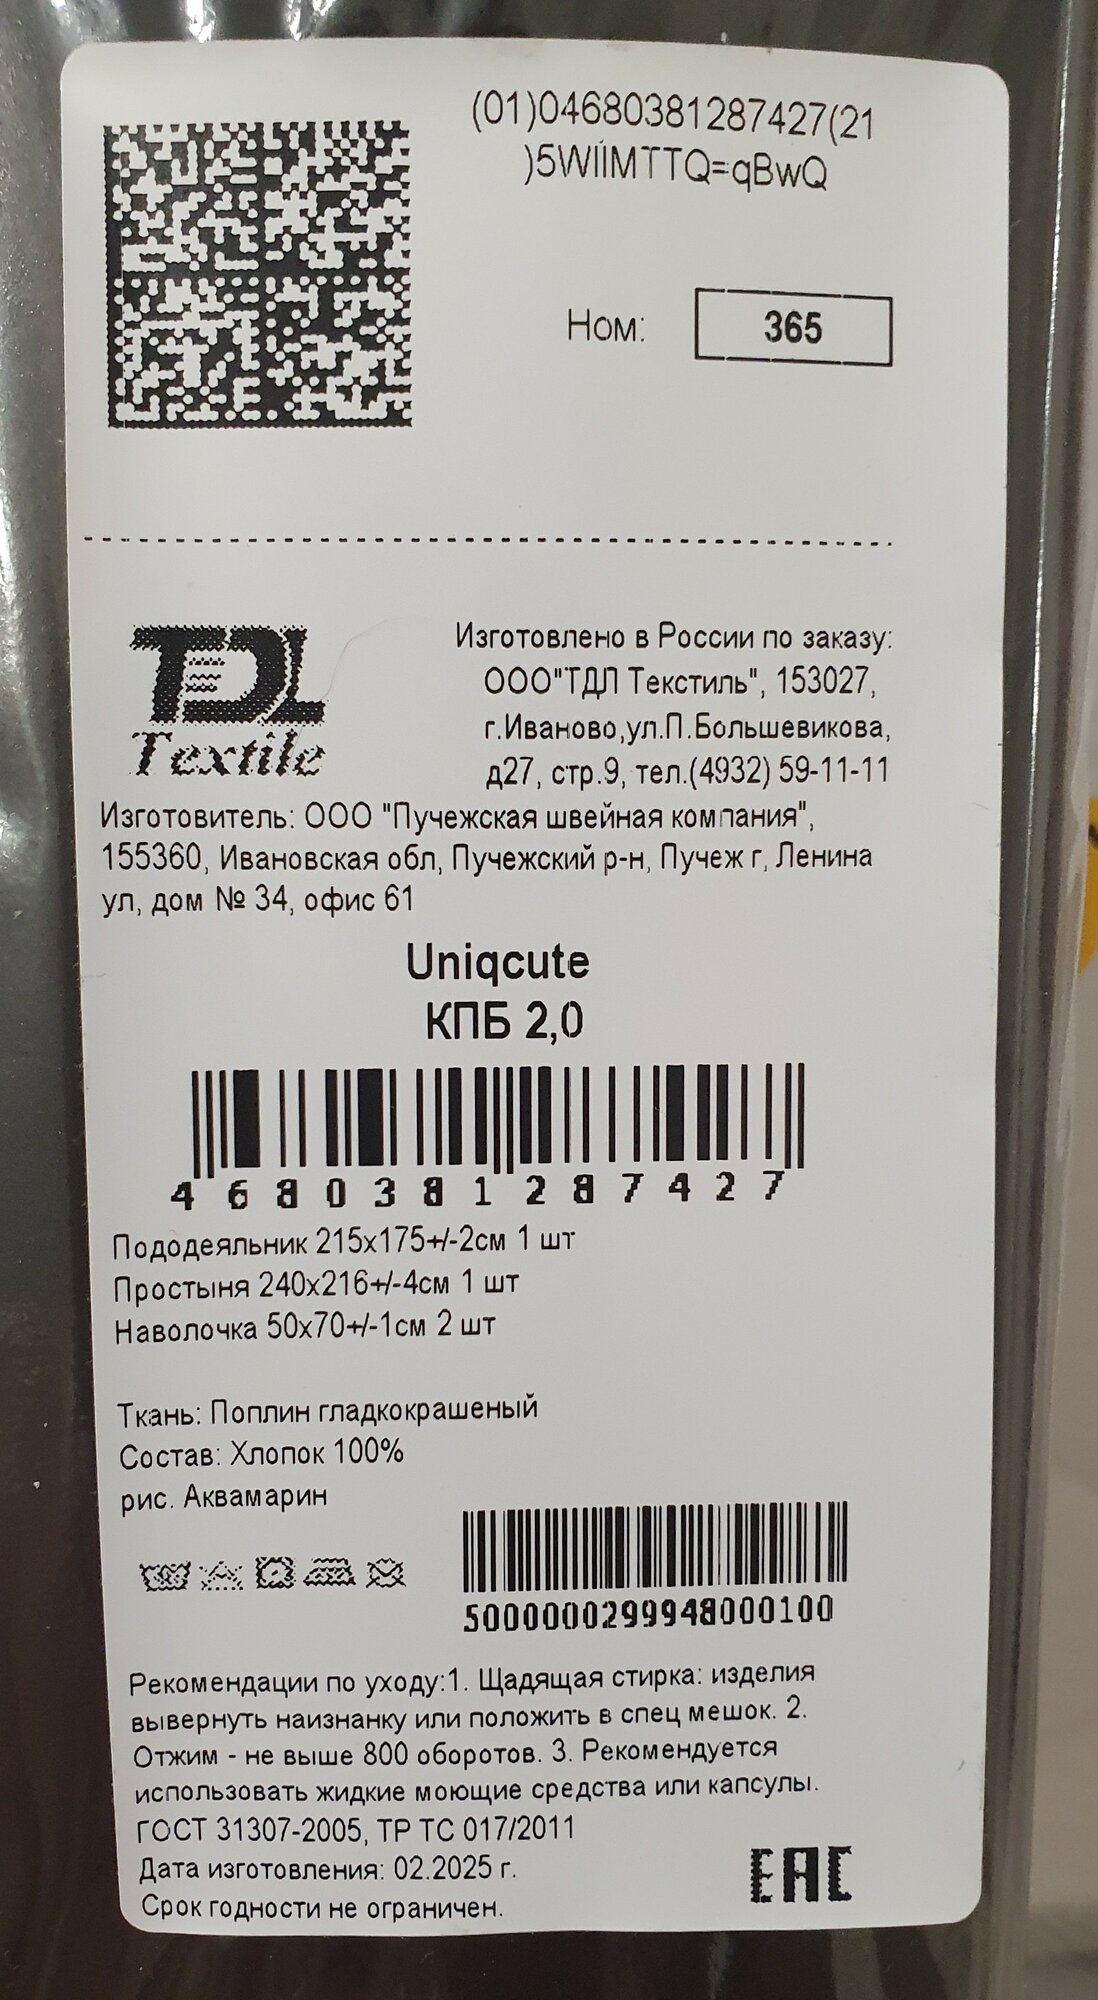 (01)04680381287427(21
)5WIIMTTQ=qBwQ
Ном: 365
TDL
Textile
Изготовлено в России по заказу:
ООО"ТДЛ Текстиль", 153027,
г.Иваново,ул.П.Большевикова,
д27, стр.9, тел.(4932) 59-11-11
Изготовитель: ООО "Пучежская швейная компания",
155360, Ивановская обл, Пучежский р-н, Пучеж г, Ленина
ул, дом № 34, офис 61
Uniqcute
КПБ 2,0
4 680381 287427
Пододеяльник 215х175+/-2см 1 шт
Простыня 240х216+/-4см 1 шт
Наволочка 50х70+/-1см 2 шт
Ткань: Поплин гладкокрашеный
Состав: Хлопок 100%
рис. Аквамарин
5000000299948000100
Рекомендации по уходу:1. Щадящая стирка: изделия
вывернуть наизнанку или положить в спец мешок. 2.
Отжим - не выше 800 оборотов. 3. Рекомендуется
использовать жидкие моющие средства или капсулы.
ГОСТ 31307-2005, ТР ТС 017/2011
Дата изготовления: 02.2025 г.
Срок годности не ограничен.
EAC